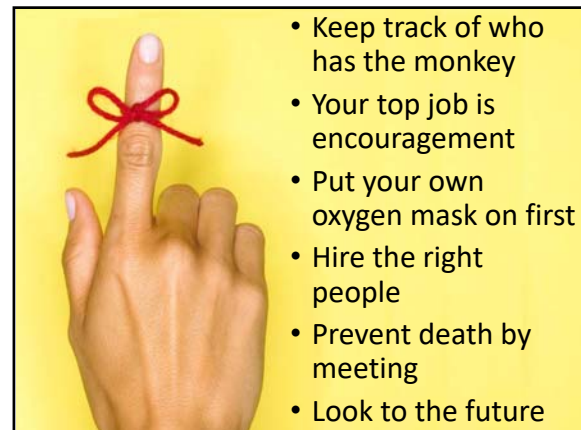 • Keep track of who
has the monkey
• Your top job is
encouragement
• Put your own
oxygen mask on first
• Hire the right
people
• Prevent death by
meeting
• Look to the future